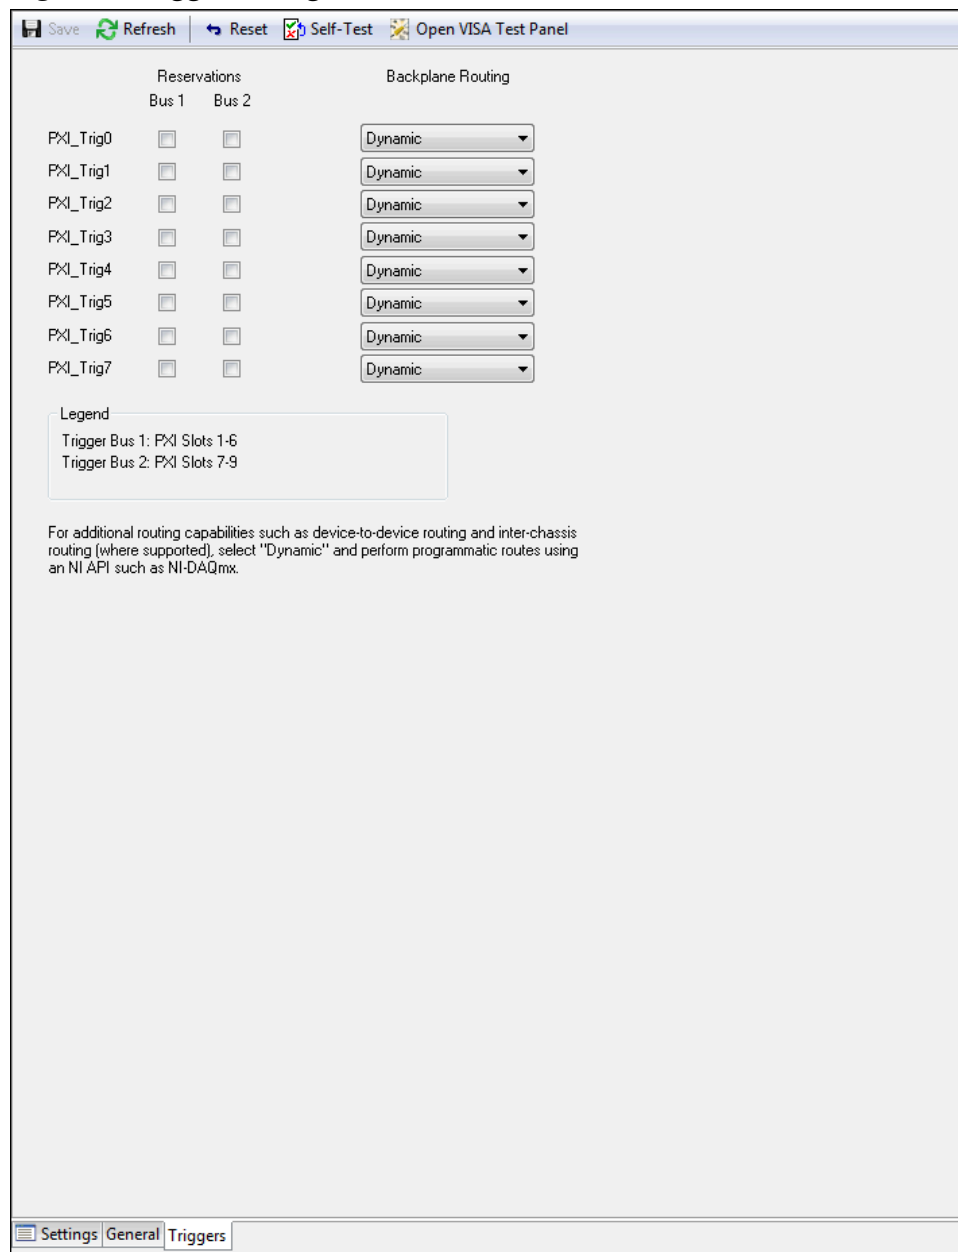 Save Refresh Reset Self-Test Open VISA Test Panel
Reservations Backplane Routing
Bus 1 Bus 2
PXI_Trig0 Dynamic
PXI_Trig1 Dynamic
PXI_Trig2 Dynamic
PXI_Trig3 Dynamic
PXI_Trig4 Dynamic
PXI_Trig5 Dynamic
PXI_Trig6 Dynamic
PXI_Trig7 Dynamic
Legend
Trigger Bus 1: PXI Slots 1-6
Trigger Bus 2: PXI Slots 7-9
For additional routing capabilities such as device-to-device routing and inter-chassis
routing (where supported), select "Dynamic" and perform programmatic routes using
an NI API such as NI-DAQmx.
Settings General Triggers